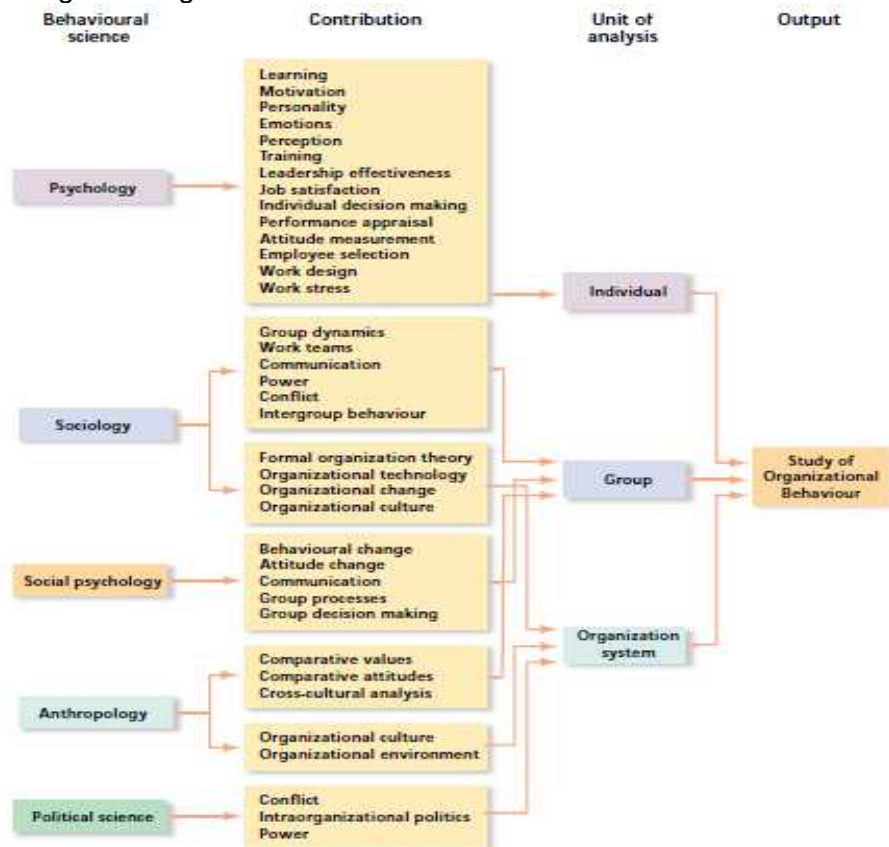 Behavioural
science
Contribution
Unit of
analysis
Output
Psychology
Learning
Motivation
Personality
Emotions
Perception
Training
Leadership effectiveness
Job satisfaction
Individual decision making
Performance appraisal
Attitude measurement
Employee selection
Work design
Work stress
Individual
Sociology
Group dynamics
Work teams
Communication
Power
Conflict
Intergroup behaviour
Formal organization theory
Organizational technology
Organizational change
Organizational culture
Group
Study of
Organizational
Behaviour
Social psychology
Behavioural change
Attitude change
Communication
Group processes
Group decision making
Organization
system
Anthropology
Comparative values
Comparative attitudes
Cross-cultural analysis
Organizational culture
Organizational environment
Political science
Conflict
Intraorganizational politics
Power